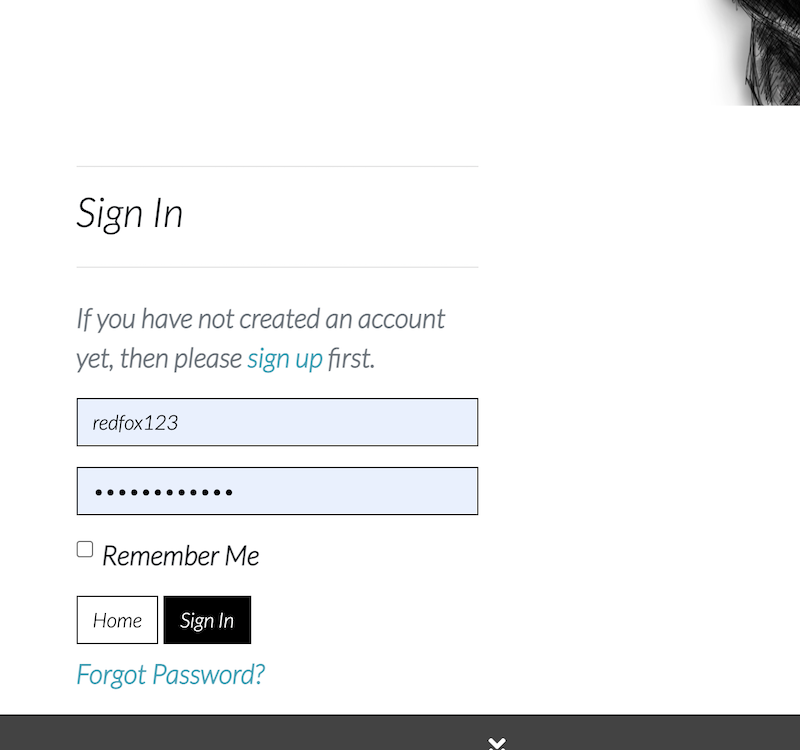 Sign In
If you have not created an account
yet, then please sign up first.
redfox123
••••••••••••
Remember Me
Home Sign In
Forgot Password?